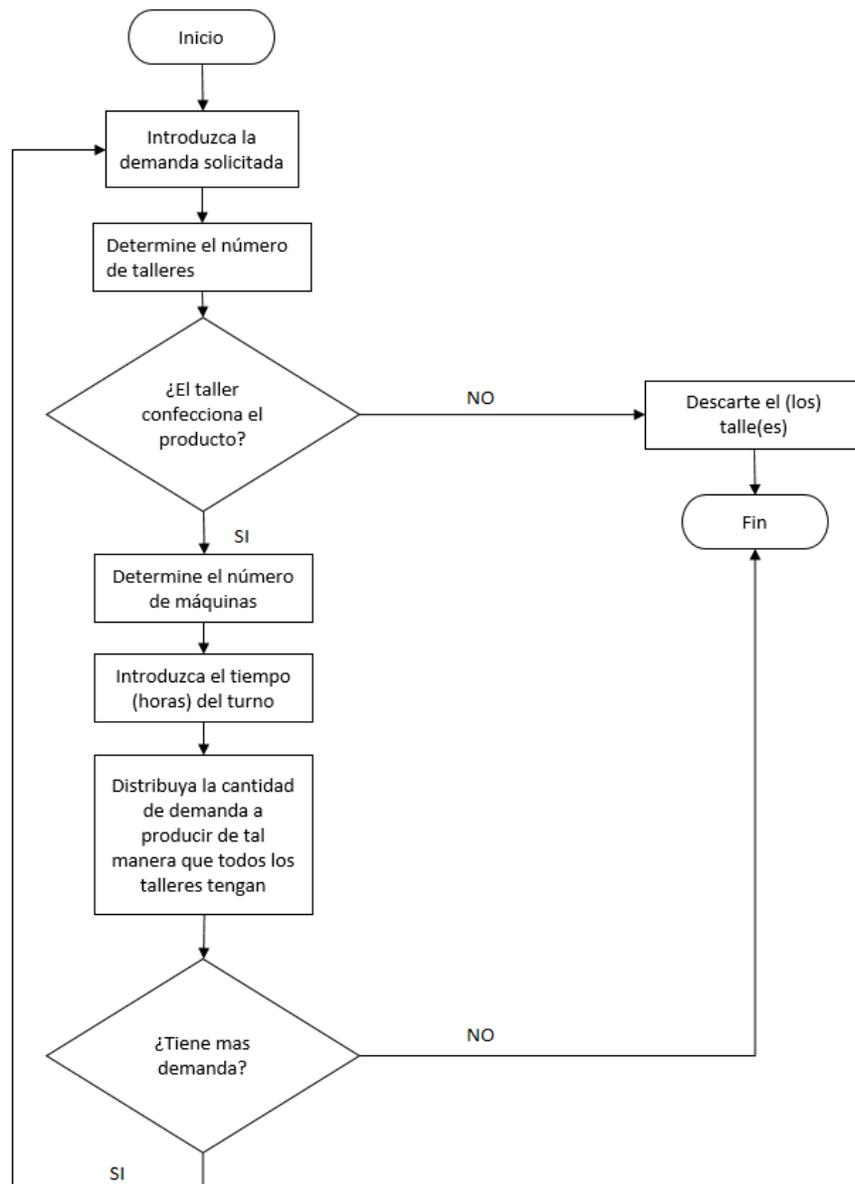 Inicio
Introduzca la
demanda solicitada
Determine el número
de talleres
¿El taller
confecciona el
producto?
NO
Descarte el (los)
talle(es)
Fin
SI
Determine el número
de máquinas
Introduzca el tiempo
(horas) del turno
Distribuya la cantidad
de demanda a
producir de tal
manera que todos los
talleres tengan
¿Tiene mas
demanda?
NO
SI